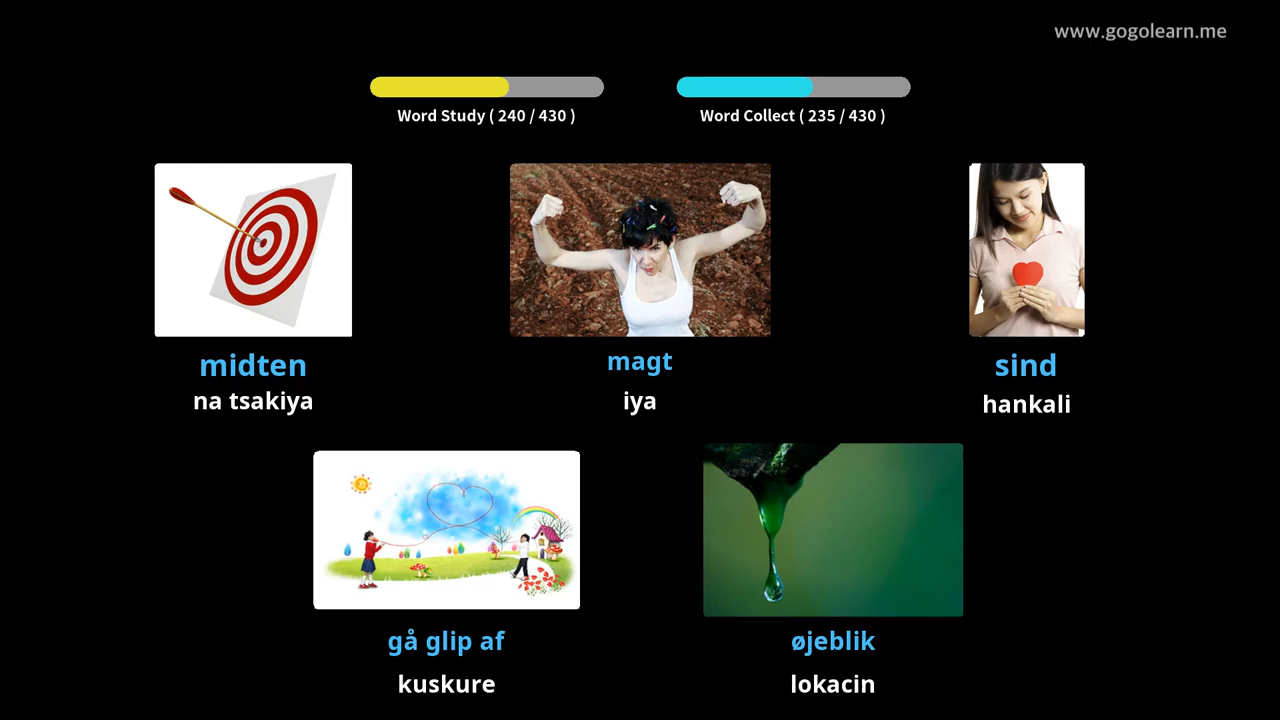 www.gogolearn.me
Word Study ( 240 / 430 )
Word Collect ( 235 / 430 )
midten
na tsakiya
magt
iya
sind
hankali
gå glip af
kuskure
øjeblik
lokacin